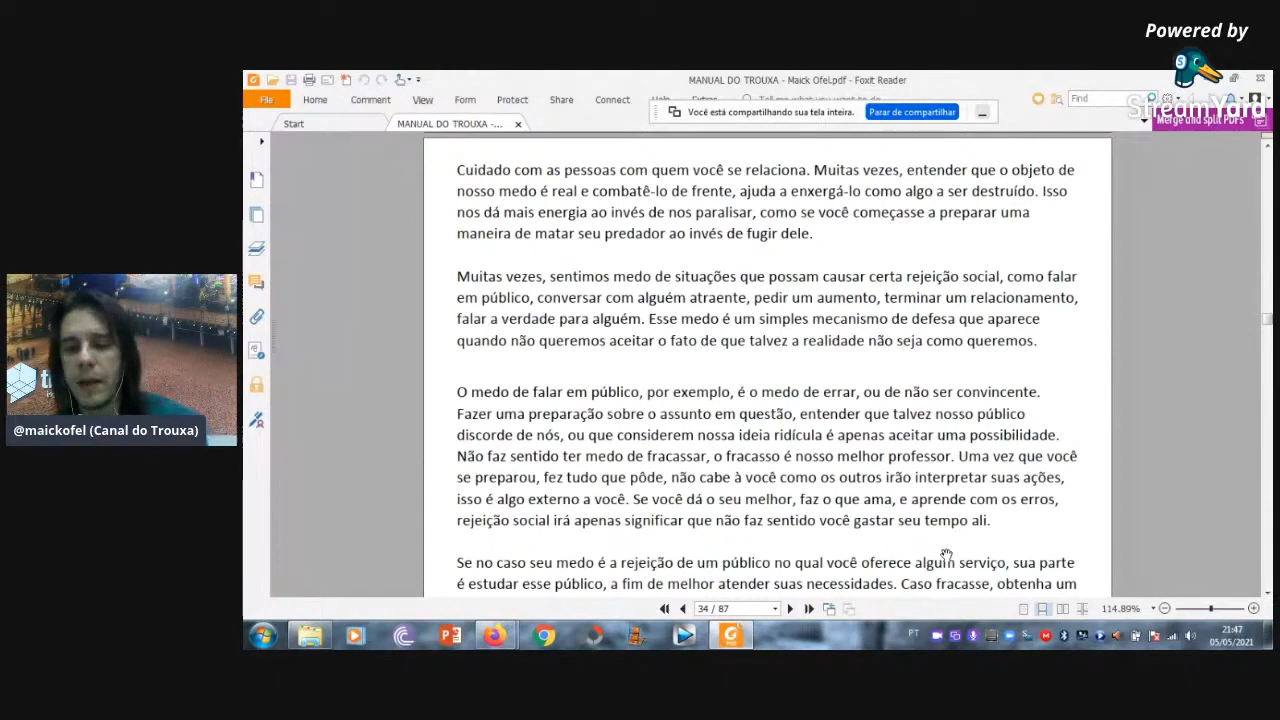 Powered by
StreamYard
MANUAL DO TROUXA - Maick Ofel.pdf - Foxit Reader
File Home Comment View Form Protect Share Connect Help Extras Tell me what you want to do... Find
Você está compartilhando sua tela inteira. Parar de compartilhar
Start MANUAL DO TROUXA -...
Merge and Split PDFs
Cuidado com as pessoas com quem você se relaciona. Muitas vezes, entender que o objeto de
nosso medo é real e combatê-lo de frente, ajuda a enxergá-lo como algo a ser destruído. Isso
nos dá mais energia ao invés de nos paralisar, como se você começasse a preparar uma
maneira de matar seu predador ao invés de fugir dele.
Muitas vezes, sentimos medo de situações que possam causar certa rejeição social, como falar
em público, conversar com alguém atraente, pedir um aumento, terminar um relacionamento,
falar a verdade para alguém. Esse medo é um simples mecanismo de defesa que aparece
quando não queremos aceitar o fato de que talvez a realidade não seja como queremos.
O medo de falar em público, por exemplo, é o medo de errar, ou de não ser convincente.
Fazer uma preparação sobre o assunto em questão, entender que talvez nosso público
discorde de nós, ou que considerem nossa ideia ridícula é apenas aceitar uma possibilidade.
Não faz sentido ter medo de fracassar, o fracasso é nosso melhor professor. Uma vez que você
se preparou, fez tudo que pôde, não cabe à você como os outros irão interpretar suas ações,
isso é algo externo a você. Se você dá o seu melhor, faz o que ama, e aprende com os erros,
rejeição social irá apenas significar que não faz sentido você gastar seu tempo ali.
Se no caso seu medo é a rejeição de um público no qual você oferece algum serviço, sua parte
é estudar esse público, a fim de melhor atender suas necessidades. Caso fracasse, obtenha um
@maickofel (Canal do Trouxa)
34 / 87
114.89%
PT
21:47
05/05/2021